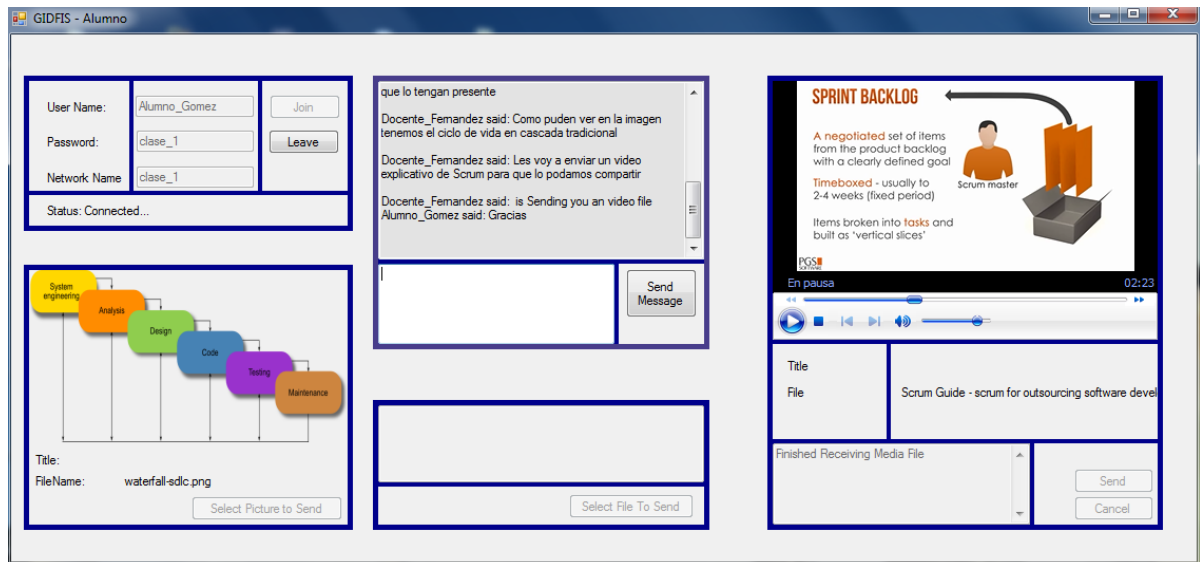 GIDFIS - Alumno
User Name:
Alumno_Gomez
Join
Password:
clase_1
Leave
Network Name
clase_1
Status: Connected...
System
engineering
Analysis
Design
Code
Testing
Maintenance
Title:
FileName:
waterfall-sdlc.png
Select Picture to Send
que lo tengan presente
Docente_Fernandez said: Como puden ver en la imagen
tenemos el ciclo de vida en cascada tradicional
Docente_Fernandez said: Les voy a enviar un video
explicativo de Scrum para que lo podamos compartir
Docente_Fernandez said: is Sending you an video file
Alumno_Gomez said: Gracias
Send
Message
Select File To Send
SPRINT BACKLOG
A negotiated set of items
from the product backlog
with a clearly defined goal
Timeboxed - usually to
2-4 weeks (fixed period)
Scrum master
Items broken into tasks and
built as ‘vertical slices’
PGS
SOFTWARE
En pausa
02:23
Title
File
Scrum Guide - scrum for outsourcing software devel
Finished Receiving Media File
Send
Cancel